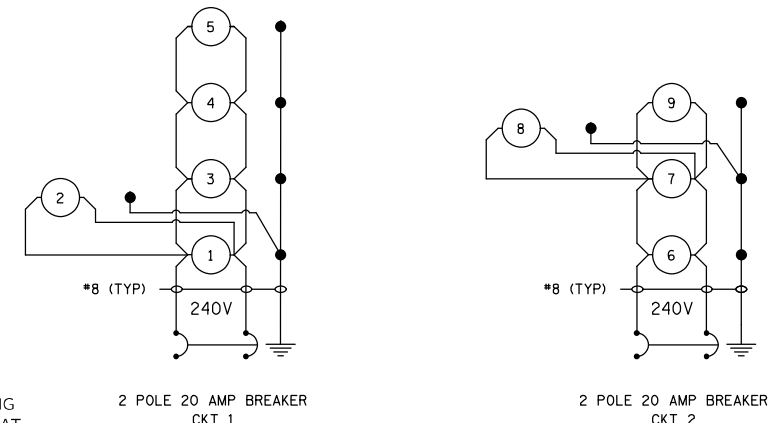 5
4
3
2
1
#8 (TYP)
240V
2 POLE 20 AMP BREAKER
CKT 1
9
8
7
6
#8 (TYP)
240V
2 POLE 20 AMP BREAKER
CKT 2